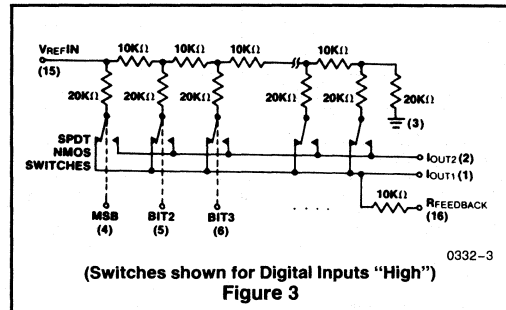 10KΩ 10KΩ 10KΩ 10KΩ
VREFIN
(15)
20KΩ 20KΩ 20KΩ 20KΩ 20KΩ 20KΩ
(3)
SPDT
NMOS
SWITCHES
IOUT2 (2)
IOUT1 (1)
10KΩ
RFEEDBACK
(16)
MSB BIT2 BIT3 . . . .
(4) (5) (6)
0332–3
(Switches shown for Digital Inputs “High”)
Figure 3